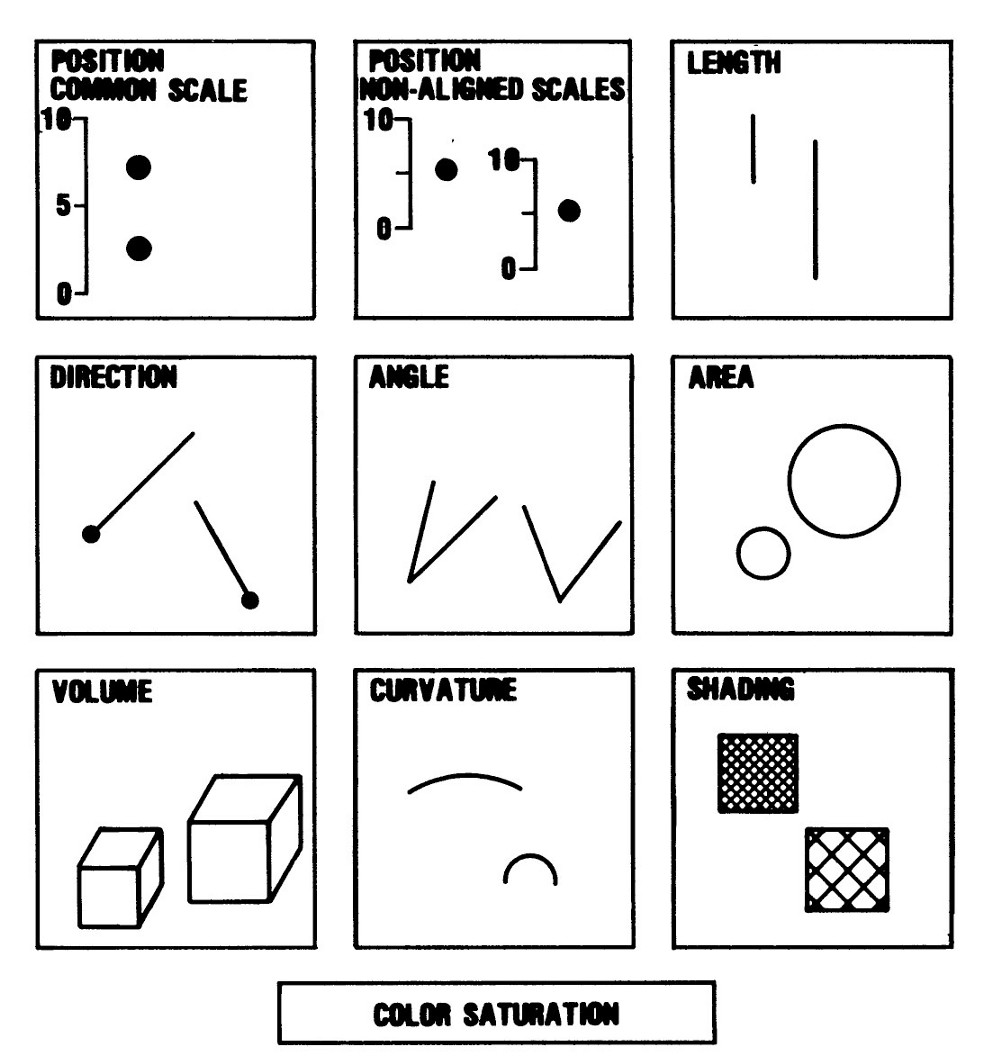 POSITION
COMMON SCALE
10
5
0
POSITION
NON-ALIGNED SCALES
10
0
10
0
LENGTH
DIRECTION
ANGLE
AREA
VOLUME
CURVATURE
SHADING
COLOR SATURATION